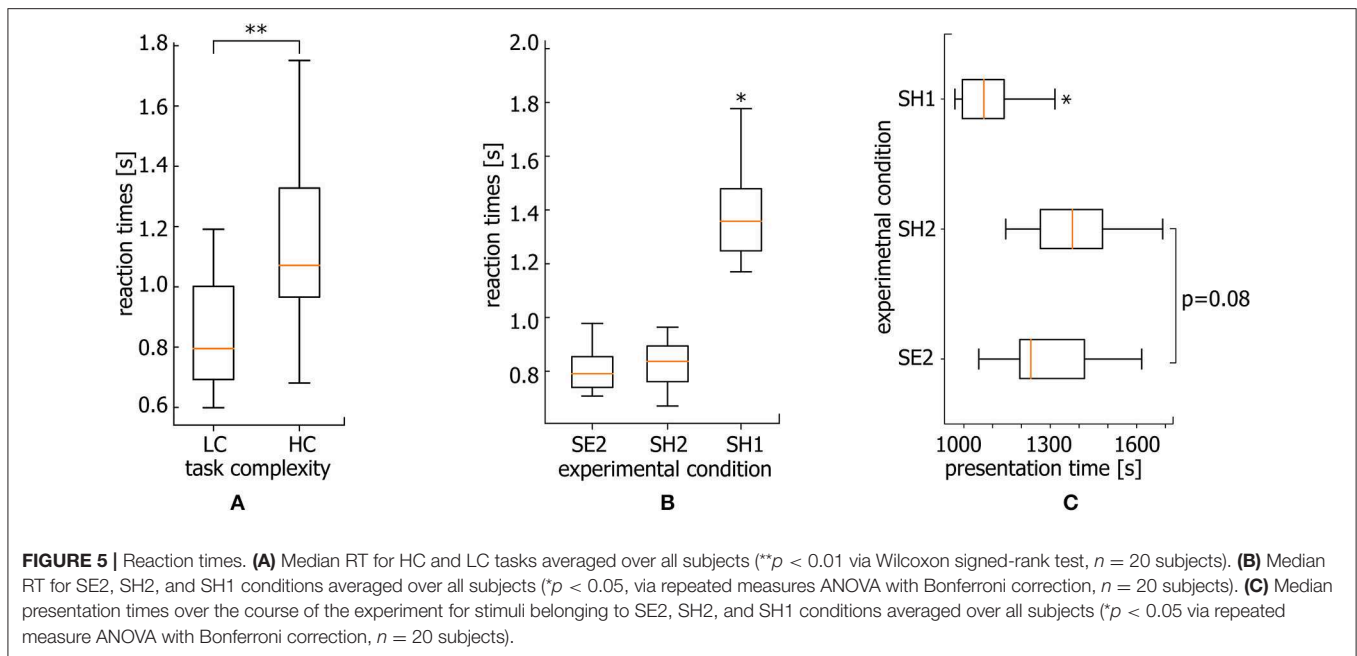 **
1.8
1.6
1.4
1.2
1.0
0.8
0.6
reaction times [s]
LC HC
task complexity
A
2.0
1.8
1.6
1.4
1.2
1.0
0.8
reaction times [s]
*
SE2 SH2 SH1
experimental condition
B
SH1
SH2
SE2
experimetnal condition
*
p=0.08
1000 1300 1600
presentation time [s]
C
FIGURE 5 | Reaction times. (A) Median RT for HC and LC tasks averaged over all subjects (**p < 0.01 via Wilcoxon signed-rank test, n = 20 subjects). (B) Median
RT for SE2, SH2, and SH1 conditions averaged over all subjects (*p < 0.05, via repeated measures ANOVA with Bonferroni correction, n = 20 subjects). (C) Median
presentation times over the course of the experiment for stimuli belonging to SE2, SH2, and SH1 conditions averaged over all subjects (*p < 0.05 via repeated
measure ANOVA with Bonferroni correction, n = 20 subjects).